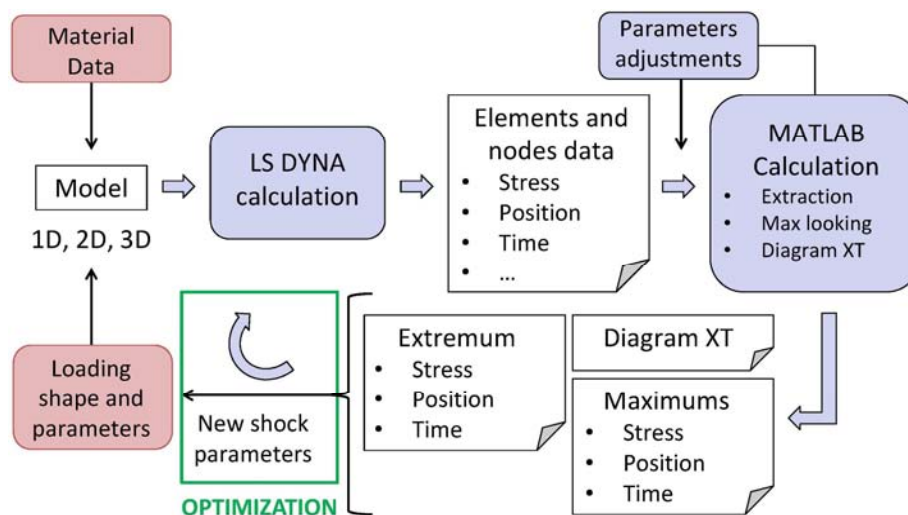 Material
Data
Parameters
adjustments
Model
1D, 2D, 3D
LS DYNA
calculation
Elements and
nodes data
• Stress
• Position
• Time
• ...
MATLAB
Calculation
• Extraction
• Max looking
• Diagram XT
Loading
shape and
parameters
New shock
parameters
OPTIMIZATION
Extremum
• Stress
• Position
• Time
Diagram XT
Maximums
• Stress
• Position
• Time